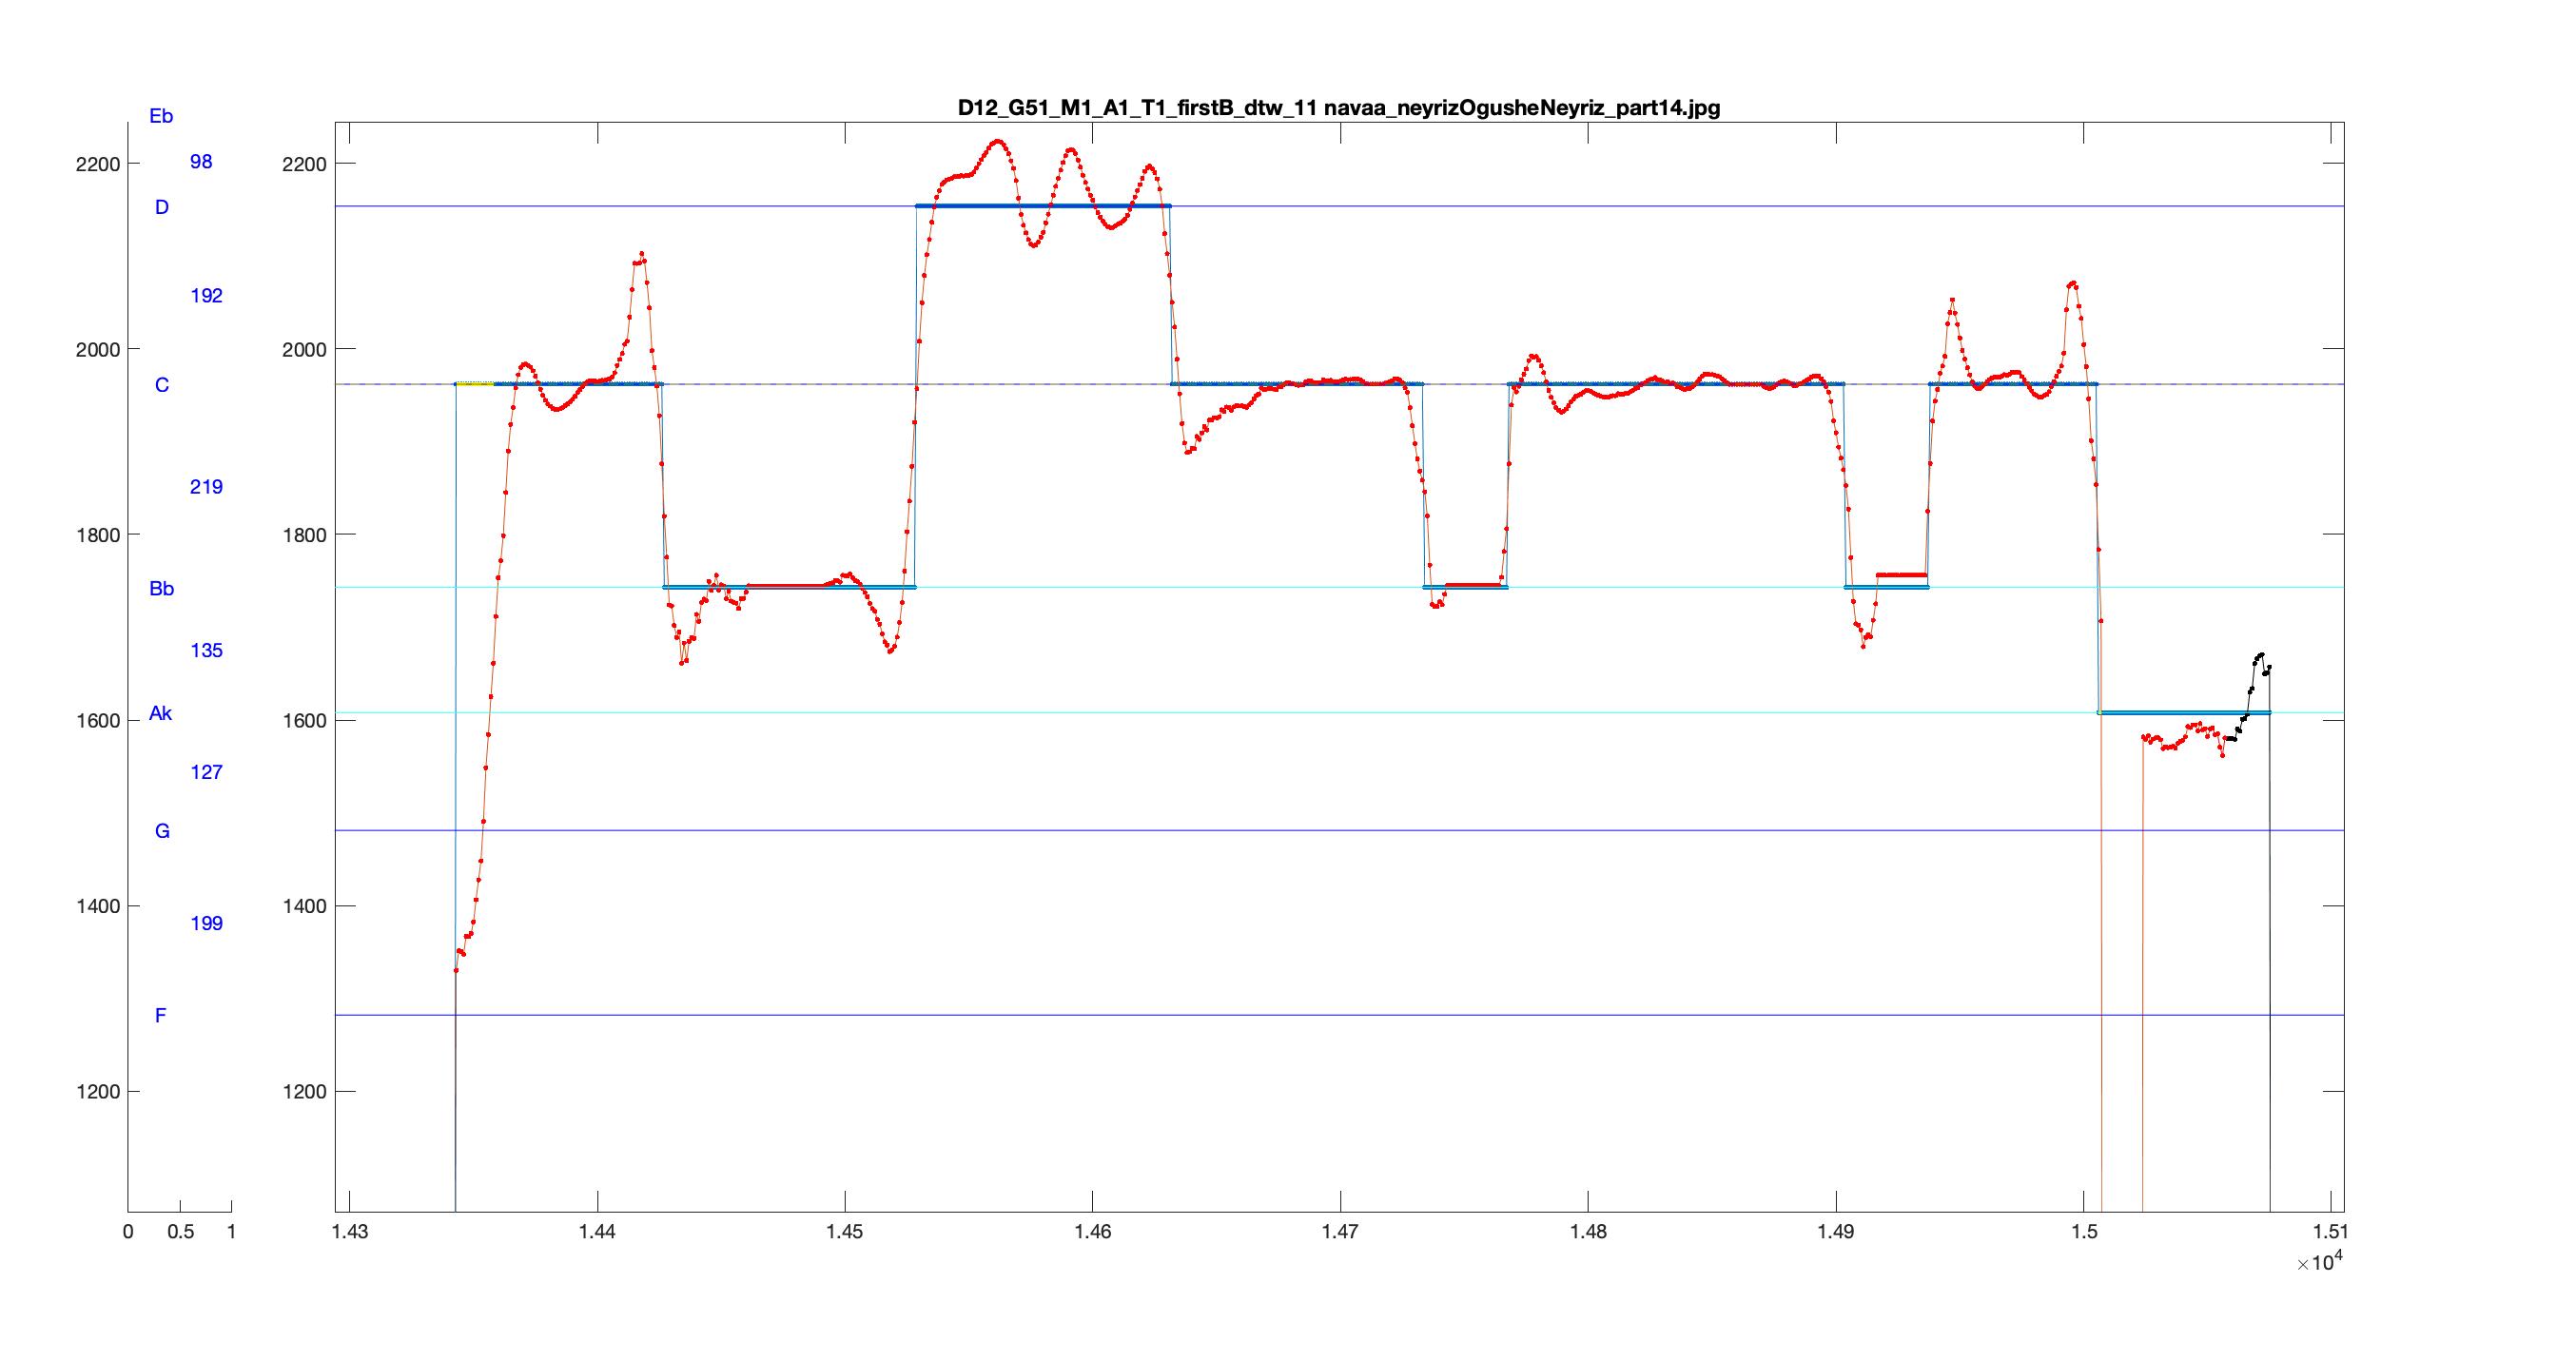 D12_G51_M1_A1_T1_firstB_dtw_11 navaa_neyrizOgusheNeyriz_part14.jpg
Eb
2200 98 2200
D
192
2000 2000
C
219
1800 1800
Bb
135
1600 Ak 1600
127
G
1400 199 1400
F
1200 1200
0 0.5 1 1.43 1.44 1.45 1.46 1.47 1.48 1.49 1.5 1.51
×10⁴